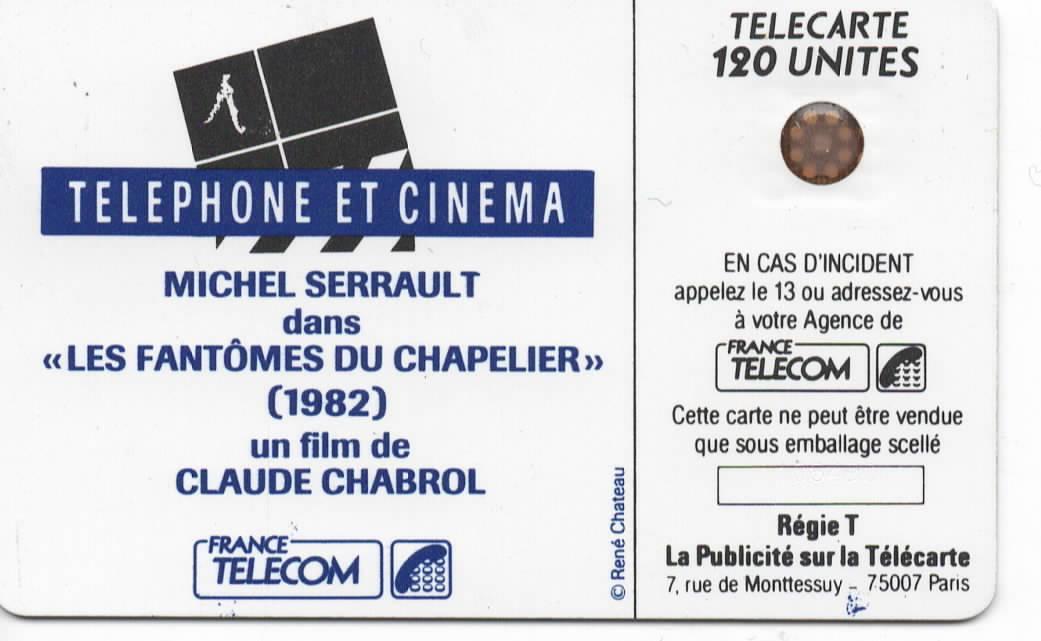 TELEPHONE ET CINEMA
MICHEL SERRAULT
dans
«LES FANTÔMES DU CHAPELIER»
(1982)
un film de
CLAUDE CHABROL
FRANCE
TELECOM
© René Chateau
TELECARTE
120 UNITES
EN CAS D'INCIDENT
appelez le 13 ou adressez-vous
à votre Agence de
FRANCE
TELECOM
Cette carte ne peut être vendue
que sous emballage scellé
Régie T
La Publicité sur la Télécarte
7, rue de Monttessuy – 75007 Paris